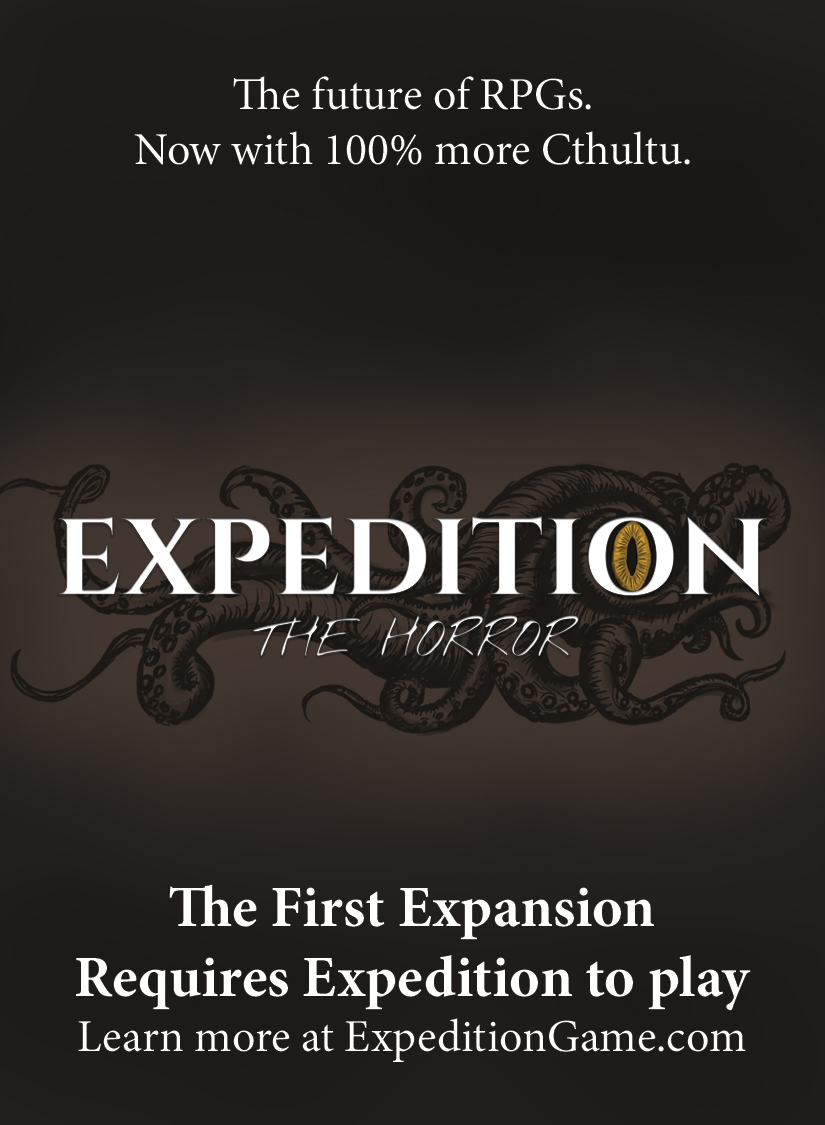 The future of RPGs.
Now with 100% more Cthultu.
EXPEDITION
THE HORROR
The First Expansion
Requires Expedition to play
Learn more at ExpeditionGame.com